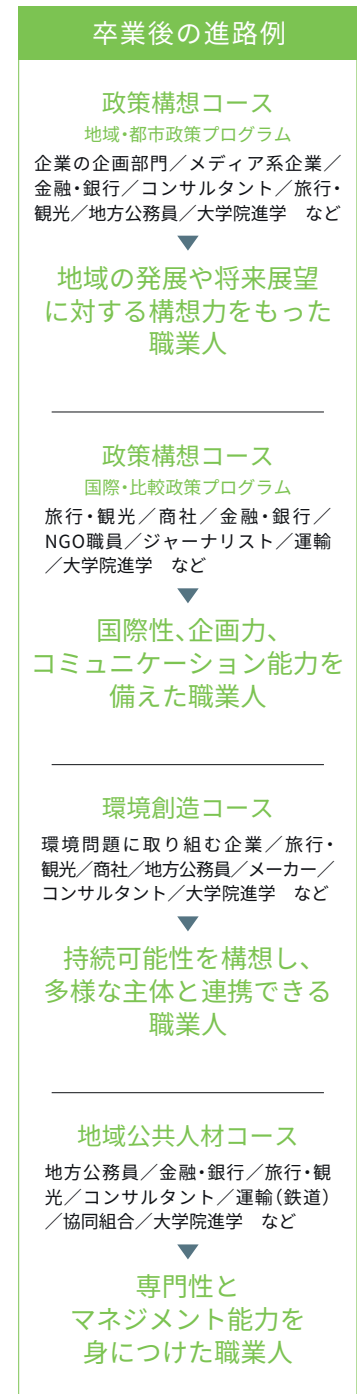 卒業後の進路例
政策構想コース
地域・都市政策プログラム
企業の企画部門／メディア系企業／
金融・銀行／コンサルタント／旅行・
観光／地方公務員／大学院進学　など
▼
地域の発展や将来展望
に対する構想力をもった
職業人
政策構想コース
国際・比較政策プログラム
旅行・観光／商社／金融・銀行／
NGO職員／ジャーナリスト／運輸
／大学院進学　など
▼
国際性、企画力、
コミュニケーション能力を
備えた職業人
環境創造コース
環境問題に取り組む企業／旅行・
観光／商社／地方公務員／メーカー／
コンサルタント／大学院進学　など
▼
持続可能性を構想し、
多様な主体と連携できる
職業人
地域公共人材コース
地方公務員／金融・銀行／旅行・観
光／コンサルタント／運輸（鉄道）
／協同組合／大学院進学　など
▼
専門性と
マネジメント能力を
身につけた職業人